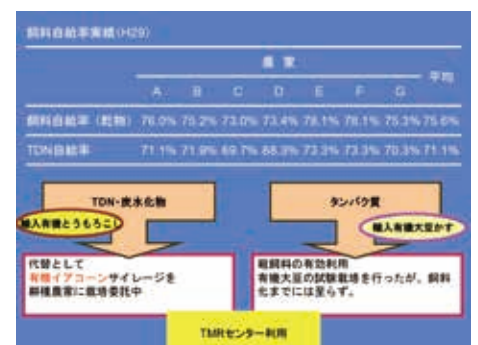 飼料自給率実績(H29)
農 家
A B C D E F G 平均
飼料自給率（乾物） 76.0% 75.2% 73.0% 73.4% 78.1% 78.1% 75.3% 75.6%
TDN自給率 71.1% 71.9% 69.7% 68.3% 73.3% 73.3% 70.3% 71.1%
TDN・炭水化物
輸入有機とうもろこし
タンパク質
輸入有機大豆かす
代替として
有機イアコーンサイレージを
耕種農家に栽培委託中
粗飼料の有効利用
有機大豆の試験栽培を行ったが、飼料
化までには至らず。
TMRセンター利用